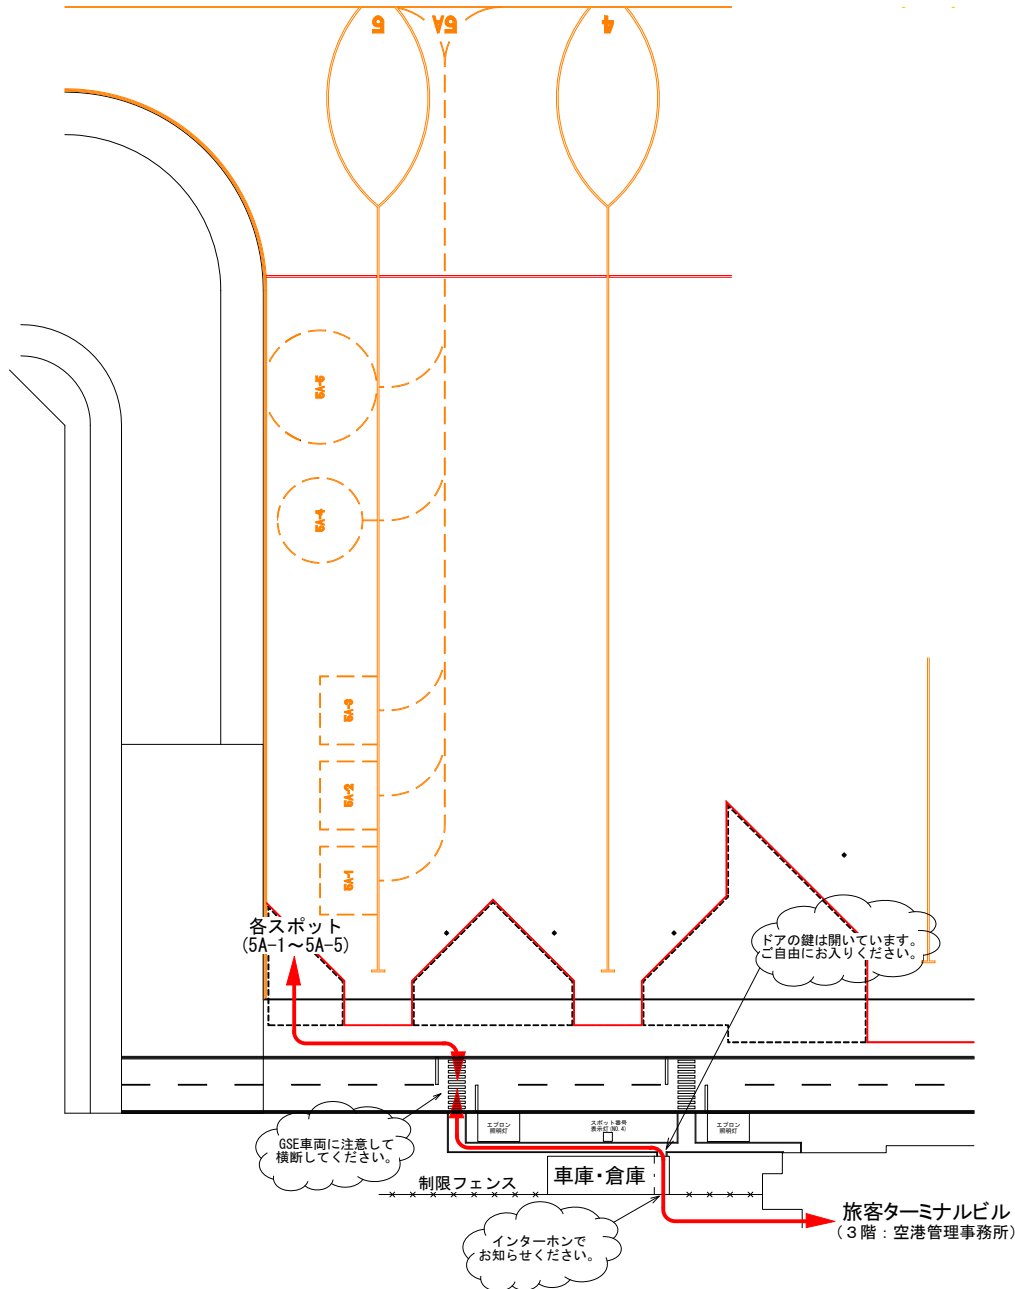 5
5A
4
5A-5
5A-4
5A-3
5A-2
5A-1
各スポット
(5A-1～5A-5)
ドアの鍵は開いています。
ご自由にお入りください。
GSE車両に注意して
横断してください。
エプロン
照明灯
スポット番号
表示灯(NO.4)
エプロン
照明灯
制限フェンス
車庫・倉庫
インターホンで
お知らせください。
旅客ターミナルビル
(３階：空港管理事務所)